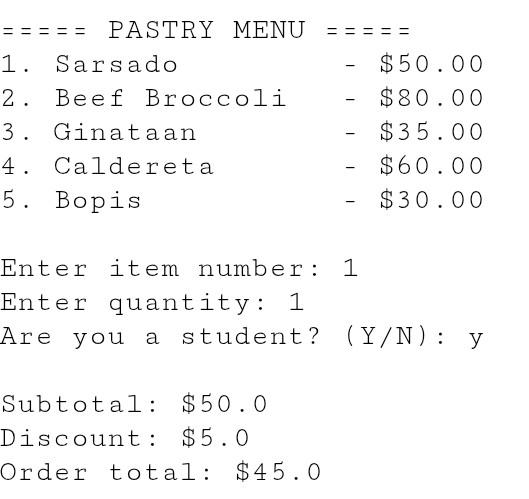 ===== PASTRY MENU =====
1. Sarsado         - $50.00
2. Beef Broccoli   - $80.00
3. Ginataan        - $35.00
4. Caldereta       - $60.00
5. Bopis           - $30.00

Enter item number: 1
Enter quantity: 1
Are you a student? (Y/N): y

Subtotal: $50.0
Discount: $5.0
Order total: $45.0